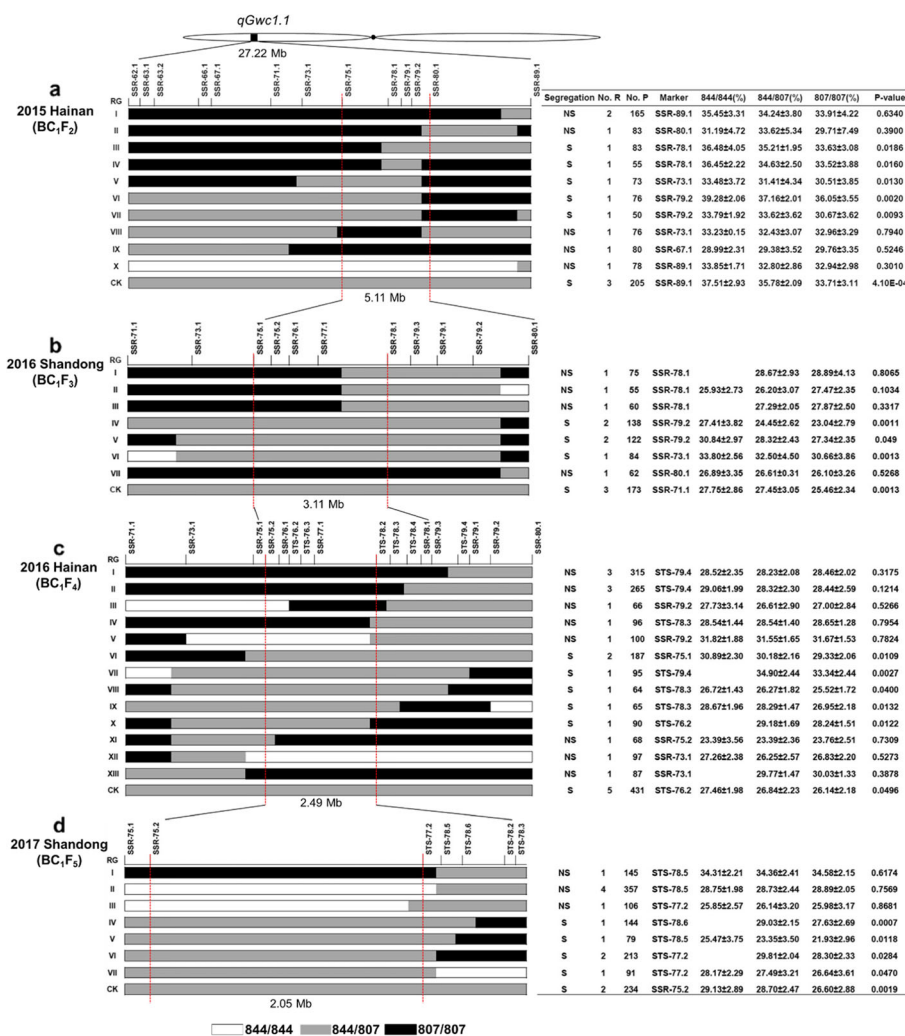 qGwc1.1
27.22 Mb
a
2015 Hainan
(BC1F2)
SSR-62.1 SSR-63.1 SSR-63.2 SSR-66.1 SSR-67.1 SSR-71.1 SSR-73.1 SSR-75.1 SSR-78.1 SSR-79.1 SSR-79.2 SSR-80.1 SSR-89.1
RG Segregation No. R No. P Marker 844/844(%) 844/807(%) 807/807(%) P-value
I NS 2 165 SSR-89.1 35.45±3.31 34.24±3.80 33.91±4.22 0.6340
II NS 1 83 SSR-80.1 31.19±4.72 33.62±5.34 29.71±7.49 0.3900
III S 1 83 SSR-78.1 36.48±4.05 35.21±1.95 33.63±3.08 0.0186
IV S 1 55 SSR-78.1 36.45±2.22 34.63±2.50 33.52±3.88 0.0160
V S 1 73 SSR-73.1 33.48±3.72 31.41±4.34 30.51±3.85 0.0130
VI S 1 76 SSR-79.2 39.28±2.06 37.16±2.01 36.05±3.55 0.0020
VII S 1 50 SSR-79.2 33.79±1.92 33.62±3.62 30.67±3.62 0.0093
VIII NS 1 76 SSR-73.1 33.23±0.15 32.43±3.07 32.96±3.29 0.7940
IX NS 1 80 SSR-67.1 28.99±2.31 29.38±3.52 29.76±3.35 0.5246
X NS 1 78 SSR-89.1 33.85±1.71 32.80±2.86 32.94±2.98 0.3010
CK S 3 205 SSR-89.1 37.51±2.93 35.78±2.09 33.71±3.11 4.10E-04
5.11 Mb
b
2016 Shandong
(BC1F3)
SSR-71.1 SSR-73.1 SSR-75.1 SSR-75.2 SSR-76.1 SSR-77.1 SSR-78.1 SSR-79.3 SSR-79.1 SSR-79.2 SSR-80.1
RG
I NS 1 75 SSR-78.1 28.67±2.93 28.89±4.13 0.8065
II NS 1 55 SSR-78.1 25.93±2.73 26.20±3.07 27.47±2.35 0.1034
III NS 1 60 SSR-78.1 27.29±2.05 27.87±2.50 0.3317
IV S 2 138 SSR-79.2 27.41±3.82 24.45±2.62 23.04±2.79 0.0011
V S 2 122 SSR-79.2 30.84±2.97 28.32±2.43 27.34±2.35 0.049
VI S 1 84 SSR-73.1 33.80±2.56 32.50±4.50 30.66±3.86 0.0013
VII NS 1 62 SSR-80.1 26.89±3.35 26.61±0.31 26.10±3.26 0.5268
CK S 3 173 SSR-71.1 27.75±2.86 27.45±3.05 25.46±2.34 0.0013
3.11 Mb
c
2016 Hainan
(BC1F4)
SSR-71.1 SSR-73.1 SSR-75.1 SSR-75.2 SSR-76.1 STS-76.2 STS-76.3 SSR-77.1 STS-78.2 STS-78.3 STS-78.4 SSR-78.1 SSR-79.3 STS-79.4 SSR-79.1 SSR-79.2 SSR-80.1
RG
I NS 3 315 STS-79.4 28.52±2.35 28.23±2.08 28.46±2.02 0.3175
II NS 3 265 STS-79.4 29.06±1.99 28.32±2.30 28.44±2.59 0.1214
III NS 1 66 SSR-79.2 27.73±3.14 26.61±2.90 27.00±2.84 0.5266
IV NS 1 96 STS-78.3 28.54±1.44 28.54±1.40 28.65±1.28 0.7954
V NS 1 100 SSR-79.2 31.82±1.88 31.55±1.65 31.67±1.53 0.7824
VI S 2 187 SSR-75.1 30.89±2.30 30.18±2.16 29.33±2.06 0.0109
VII S 1 95 STS-79.4 34.90±2.44 33.34±2.44 0.0027
VIII S 1 64 STS-78.3 26.72±1.43 26.27±1.82 25.52±1.72 0.0400
IX S 1 65 STS-78.3 28.67±1.96 28.29±1.47 26.95±2.18 0.0132
X S 1 90 STS-76.2 29.18±1.69 28.24±1.51 0.0122
XI NS 1 68 SSR-75.2 23.39±3.56 23.39±2.36 23.76±2.51 0.7309
XII NS 1 97 SSR-73.1 27.26±2.38 26.25±2.57 26.83±2.20 0.5273
XIII NS 1 87 SSR-73.1 29.77±1.47 30.03±1.33 0.3878
CK S 5 431 STS-76.2 27.46±1.98 26.84±2.23 26.14±2.18 0.0496
2.49 Mb
d
2017 Shandong
(BC1F5)
SSR-75.1 SSR-75.2 STS-77.2 STS-78.5 STS-78.6 STS-78.2 STS-78.3
RG
I NS 1 145 STS-78.5 34.31±2.21 34.36±2.41 34.58±2.15 0.6174
II NS 4 357 STS-78.5 28.75±1.98 28.73±2.44 28.89±2.05 0.7569
III NS 1 106 STS-77.2 25.85±2.57 26.14±3.20 25.98±3.17 0.8681
IV S 1 144 STS-78.6 29.03±2.15 27.63±2.69 0.0007
V S 1 79 STS-78.5 25.47±3.75 23.35±3.50 21.93±2.96 0.0118
VI S 2 213 STS-77.2 29.81±2.04 28.30±2.33 0.0284
VII S 1 91 STS-77.2 28.17±2.29 27.49±3.21 26.64±3.61 0.0470
CK S 2 234 SSR-75.2 29.13±2.89 28.70±2.47 26.60±2.88 0.0019
2.05 Mb
844/844 844/807 807/807